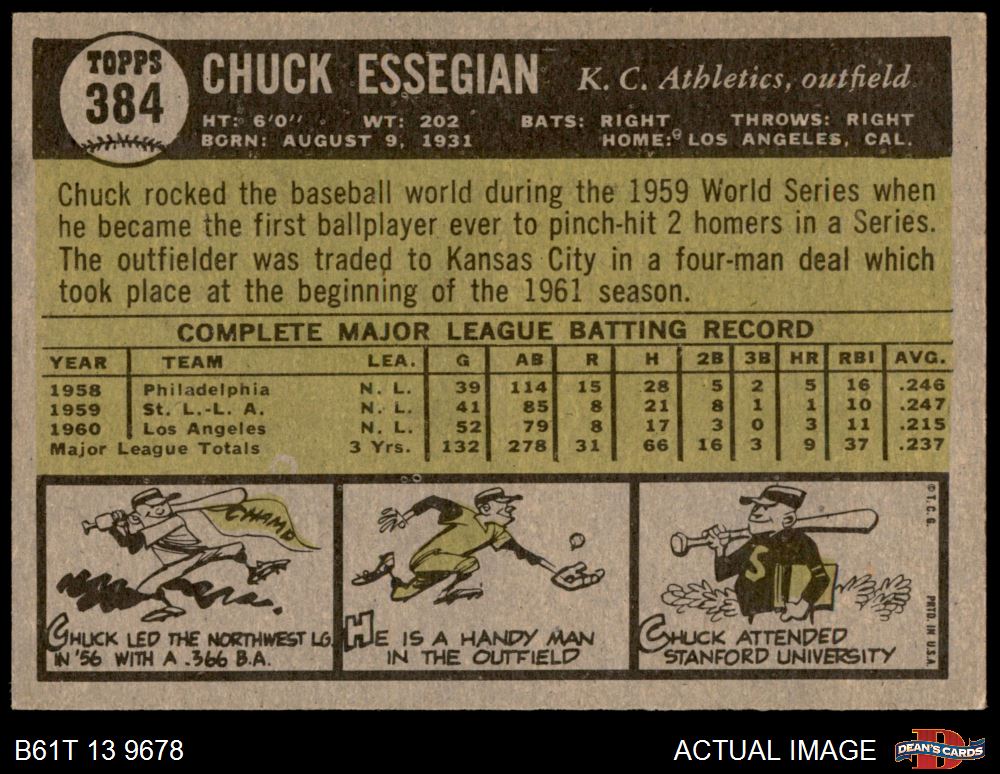 TOPPS
384
CHUCK ESSEGIAN K. C. Athletics, outfield
HT: 6'0" WT: 202 BATS: RIGHT THROWS: RIGHT
BORN: AUGUST 9, 1931 HOME: LOS ANGELES, CAL.
Chuck rocked the baseball world during the 1959 World Series when
he became the first ballplayer ever to pinch-hit 2 homers in a Series.
The outfielder was traded to Kansas City in a four-man deal which
took place at the beginning of the 1961 season.
COMPLETE MAJOR LEAGUE BATTING RECORD
YEAR TEAM LEA. G AB R H 2B 3B HR RBI AVG.
1958 Philadelphia N. L. 39 114 15 28 5 2 5 16 .246
1959 St. L.-L. A. N. L. 41 85 8 21 8 1 1 10 .247
1960 Los Angeles N. L. 52 79 8 17 3 0 3 11 .215
Major League Totals 3 Yrs. 132 278 31 66 16 3 9 37 .237
CHAMP
CHUCK LED THE NORTHWEST LG.
IN '56 WITH A .366 B.A.
HE IS A HANDY MAN
IN THE OUTFIELD
S
CHUCK ATTENDED
STANFORD UNIVERSITY
© T. C. G.
PRTD. IN U.S.A.
B61T 13 9678
ACTUAL IMAGE
D
DEAN'S CARDS